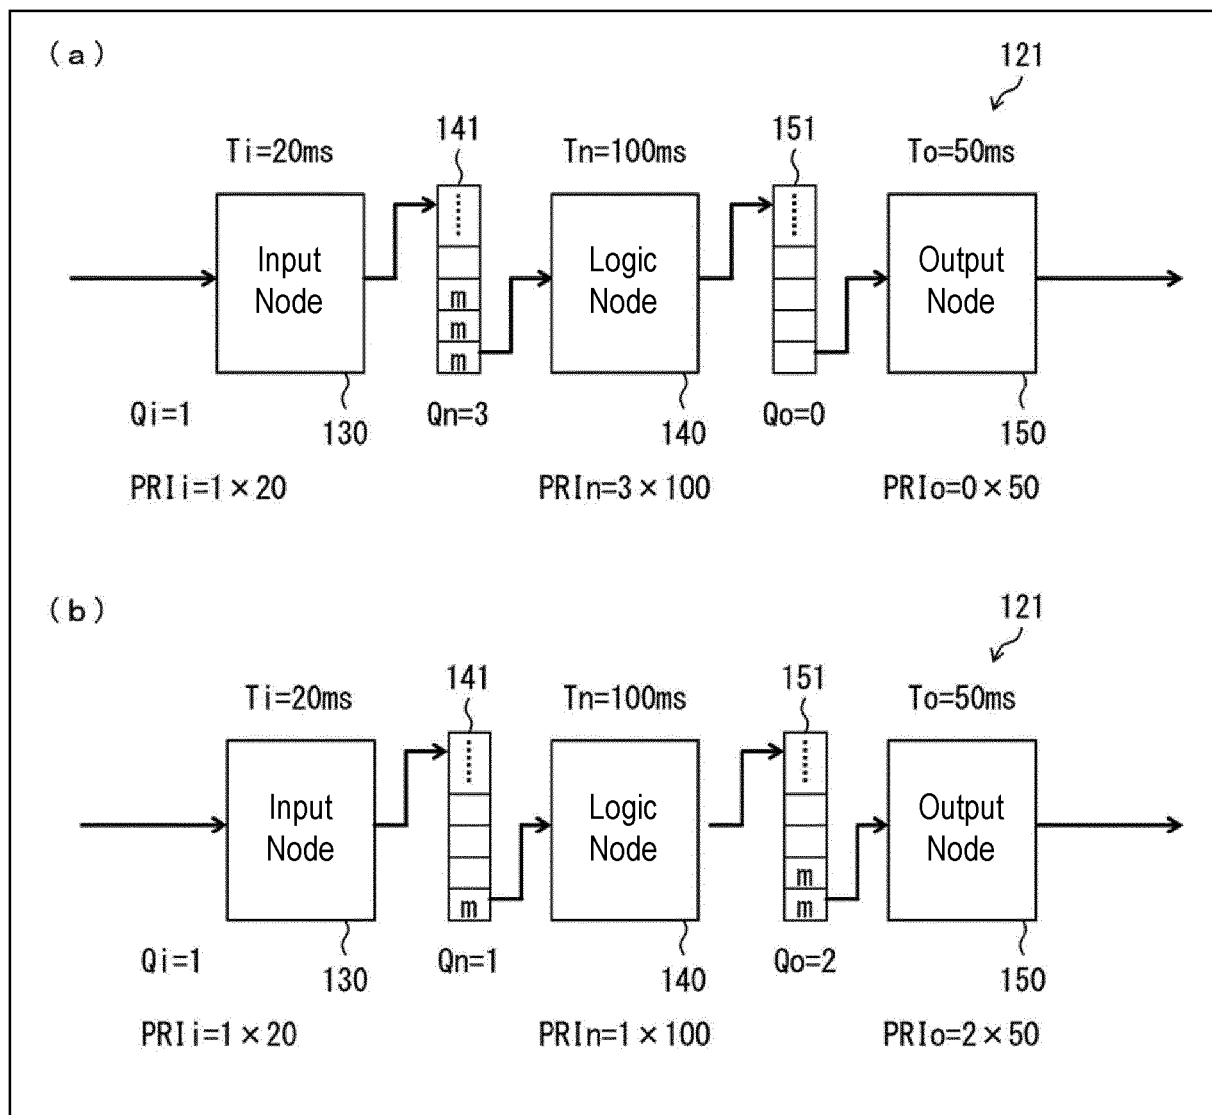 (a)
121
141
151
Ti=20ms
Tn=100ms
To=50ms
Input
Node
Logic
Node
Output
Node
m
m
m
Qi=1
130
Qn=3
140
Qo=0
150
PRIi=1×20
PRIn=3×100
PRIo=0×50
(b)
121
141
151
Ti=20ms
Tn=100ms
To=50ms
Input
Node
Logic
Node
Output
Node
m
m
m
Qi=1
130
Qn=1
140
Qo=2
150
PRIi=1×20
PRIn=1×100
PRIo=2×50